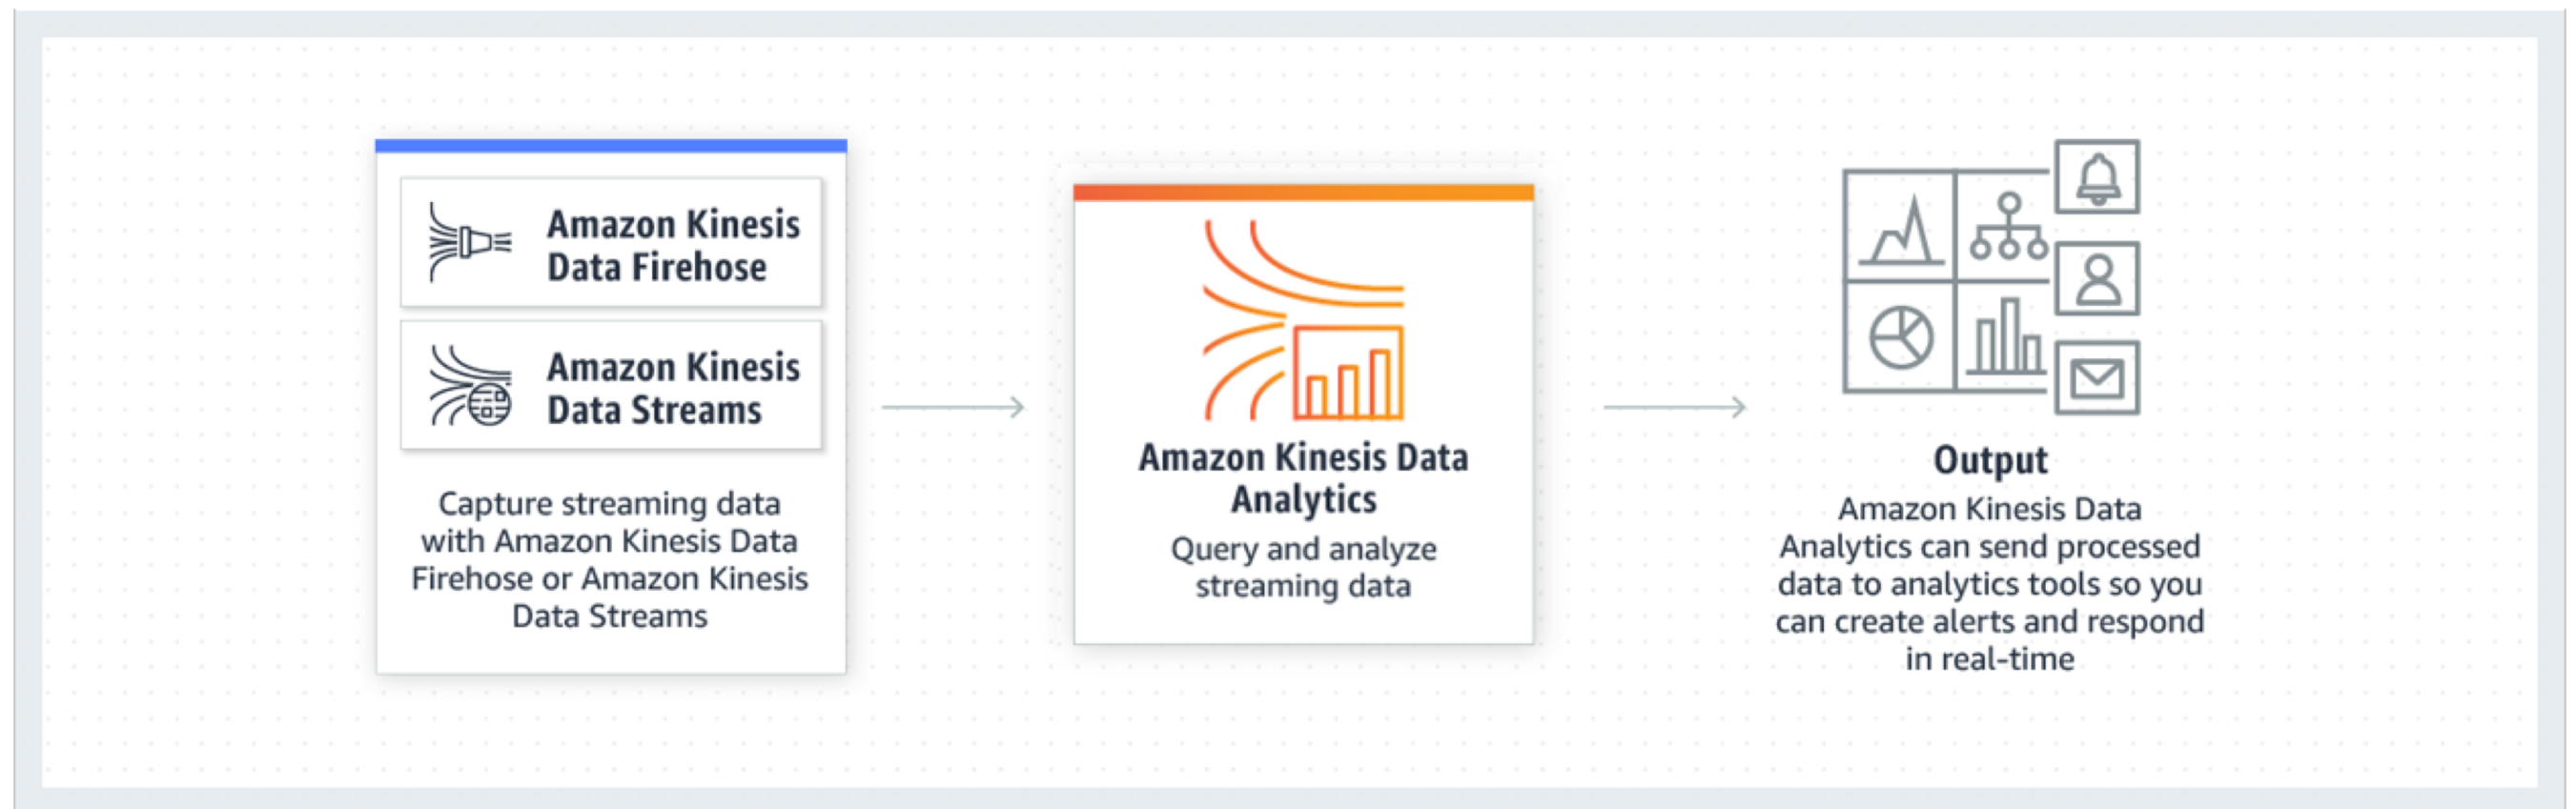 Amazon Kinesis
Data Firehose
Amazon Kinesis
Data Streams
Capture streaming data
with Amazon Kinesis Data
Firehose or Amazon Kinesis
Data Streams
Amazon Kinesis Data
Analytics
Query and analyze
streaming data
Output
Amazon Kinesis Data
Analytics can send processed
data to analytics tools so you
can create alerts and respond
in real-time